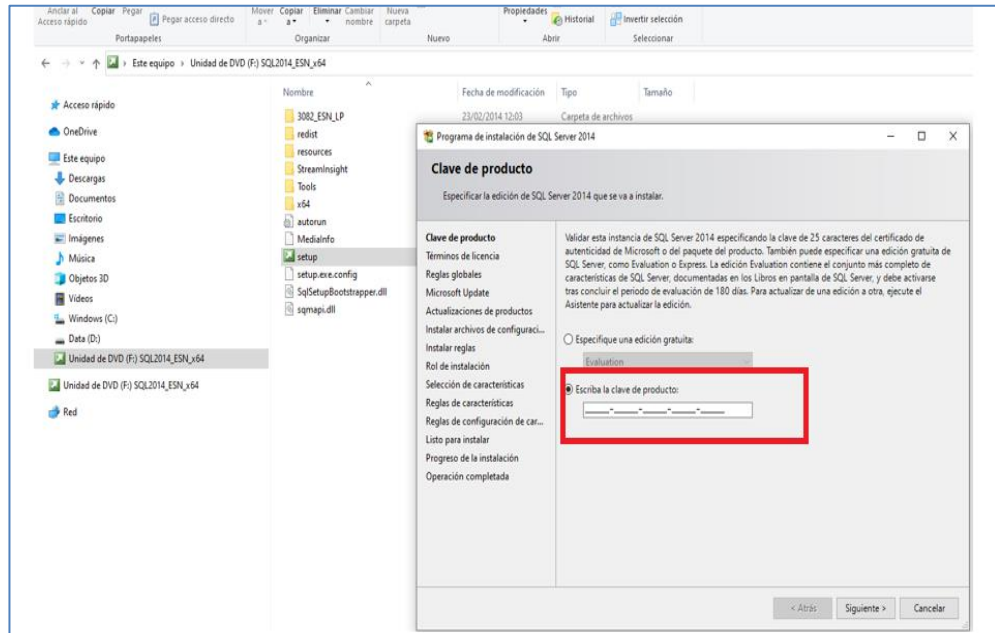 Anclar al Acceso rápido
Copiar
Pegar
Pegar acceso directo
Mover a
Copiar a
Eliminar
Cambiar nombre
Nueva carpeta
Propiedades
Historial
Invertir selección
Portapapeles
Organizar
Nuevo
Abrir
Seleccionar
Este equipo › Unidad de DVD (F:) SQL2014_ESN_x64
Acceso rápido
OneDrive
Este equipo
Descargas
Documentos
Escritorio
Imágenes
Música
Objetos 3D
Vídeos
Windows (C:)
Data (D:)
Unidad de DVD (F:) SQL2014_ESN_x64
Unidad de DVD (F:) SQL2014_ESN_x64
Red
Nombre
Fecha de modificación
Tipo
Tamaño
3082_ESN_LP
23/02/2014 12:03
Carpeta de archivos
redist
resources
StreamInsight
Tools
x64
autorun
MediaInfo
setup
setup.exe.config
SqlSetupBootstrapper.dll
sqmapi.dll
Programa de instalación de SQL Server 2014
Clave de producto
Especificar la edición de SQL Server 2014 que se va a instalar.
Clave de producto
Términos de licencia
Reglas globales
Microsoft Update
Actualizaciones de productos
Instalar archivos de configuraci...
Instalar reglas
Rol de instalación
Selección de características
Reglas de características
Reglas de configuración de car...
Listo para instalar
Progreso de la instalación
Operación completada
Validar esta instancia de SQL Server 2014 especificando la clave de 25 caracteres del certificado de
autenticidad de Microsoft o del paquete del producto. También puede especificar una edición gratuita de
SQL Server, como Evaluation o Express. La edición Evaluation contiene el conjunto más completo de
características de SQL Server, documentadas en los Libros en pantalla de SQL Server, y debe activarse
tras concluir el periodo de evaluación de 180 días. Para actualizar de una edición a otra, ejecute el
Asistente para actualizar la edición.
Especifique una edición gratuita:
Evaluation
Escriba la clave de producto:
_____-_____-_____-_____-_____
< Atrás
Siguiente >
Cancelar